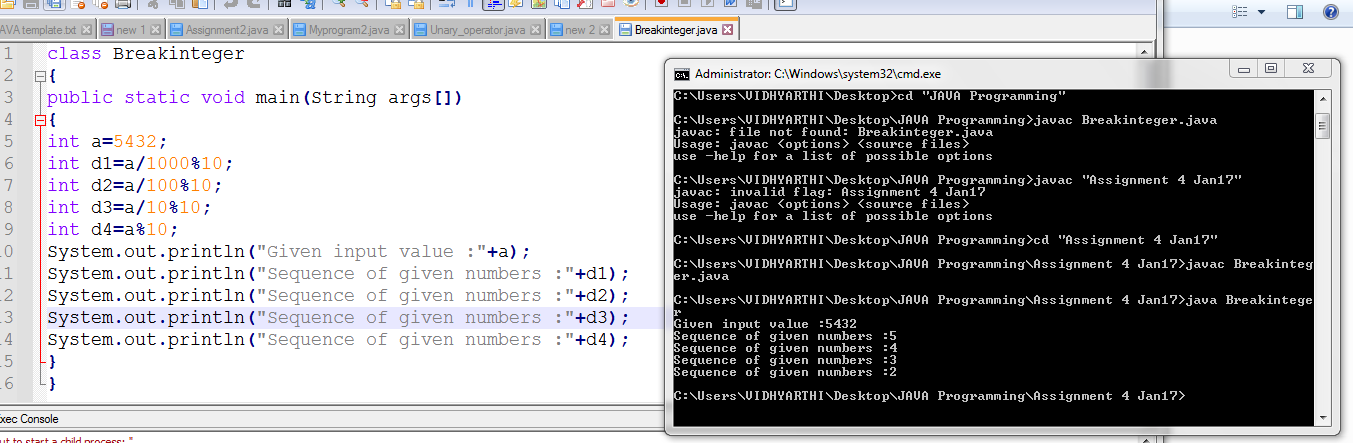 AVA template.txt new 1 Assignment2.java Myprogram2.java Unary_operator.java new 2 Breakinteger.java
1 class Breakinteger
2 {
3 public static void main(String args[])
4 {
5 int a=5432;
6 int d1=a/1000%10;
7 int d2=a/100%10;
8 int d3=a/10%10;
9 int d4=a%10;
10 System.out.println("Given input value :"+a);
11 System.out.println("Sequence of given numbers :"+d1);
12 System.out.println("Sequence of given numbers :"+d2);
13 System.out.println("Sequence of given numbers :"+d3);
14 System.out.println("Sequence of given numbers :"+d4);
15 }
16 }
xec Console
ut to start a child process: "
Administrator: C:\Windows\system32\cmd.exe
C:\Users\VIDHYARTHI\Desktop>cd "JAVA Programming"
C:\Users\VIDHYARTHI\Desktop\JAVA Programming>javac Breakinteger.java
javac: file not found: Breakinteger.java
Usage: javac <options> <source files>
use -help for a list of possible options
C:\Users\VIDHYARTHI\Desktop\JAVA Programming>javac "Assignment 4 Jan17"
javac: invalid flag: Assignment 4 Jan17
Usage: javac <options> <source files>
use -help for a list of possible options
C:\Users\VIDHYARTHI\Desktop\JAVA Programming>cd "Assignment 4 Jan17"
C:\Users\VIDHYARTHI\Desktop\JAVA Programming\Assignment 4 Jan17>javac Breakinteg
er.java
C:\Users\VIDHYARTHI\Desktop\JAVA Programming\Assignment 4 Jan17>java Breakintege
r
Given input value :5432
Sequence of given numbers :5
Sequence of given numbers :4
Sequence of given numbers :3
Sequence of given numbers :2
C:\Users\VIDHYARTHI\Desktop\JAVA Programming\Assignment 4 Jan17>